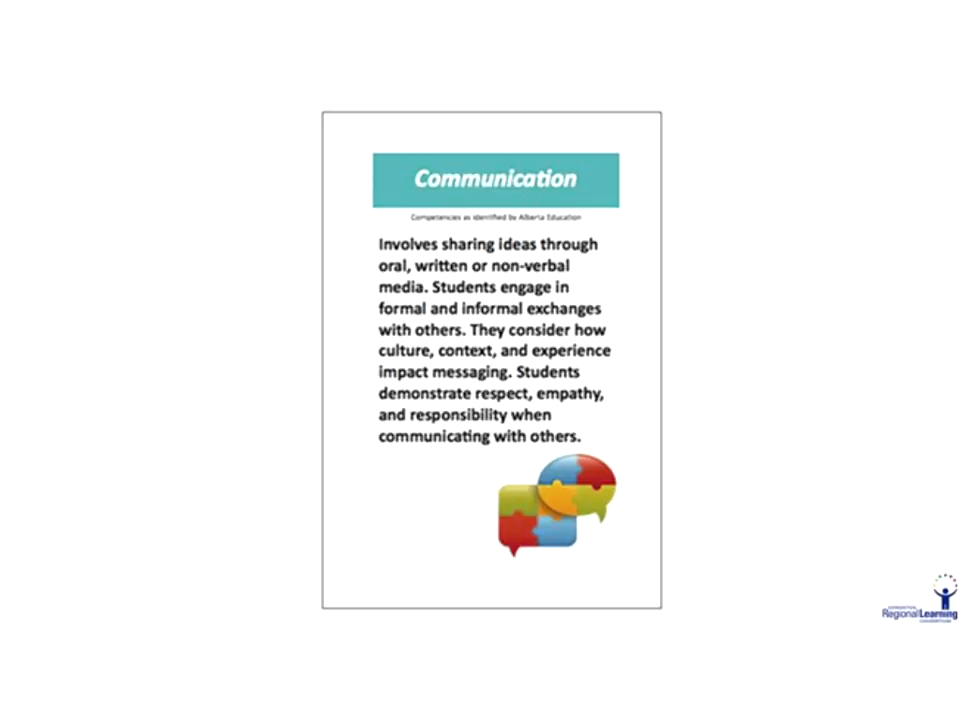 Communication
Competencies as identified by Alberta Education
Involves sharing ideas through
oral, written or non-verbal
media. Students engage in
formal and informal exchanges
with others. They consider how
culture, context, and experience
impact messaging. Students
demonstrate respect, empathy,
and responsibility when
communicating with others.
Regional Learning